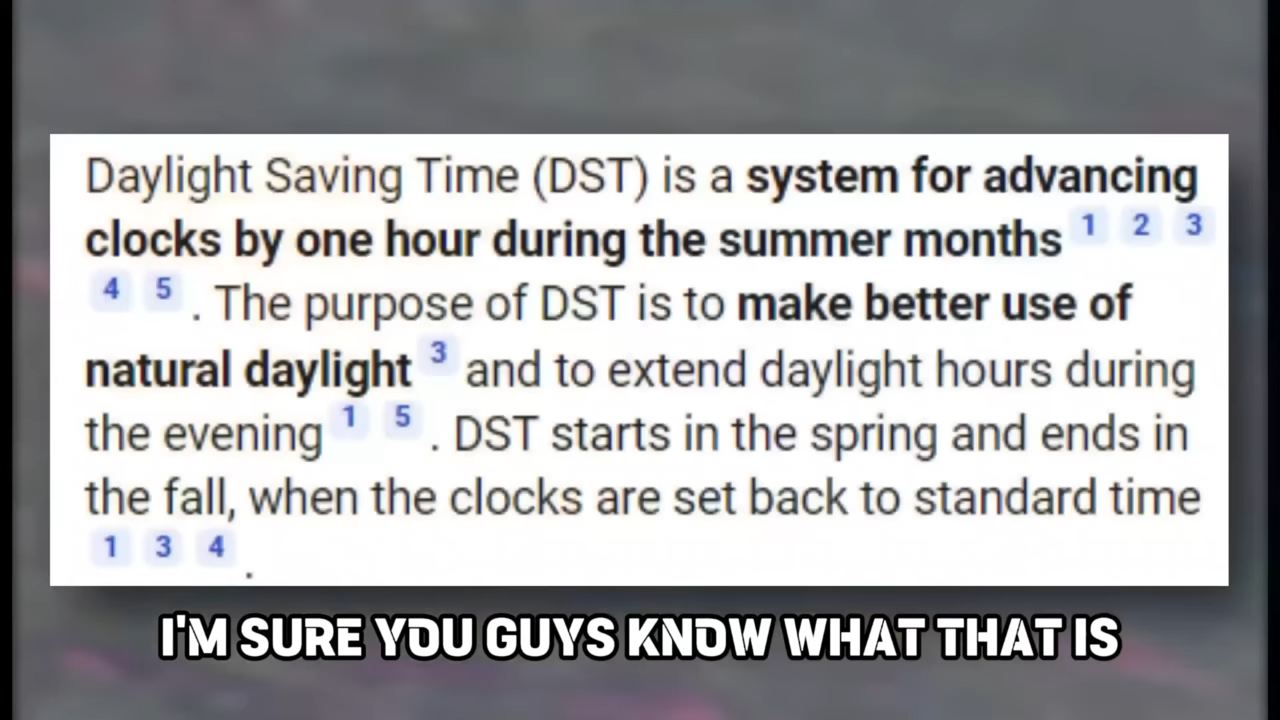 Daylight Saving Time (DST) is a system for advancing
clocks by one hour during the summer months 1 2 3
4 5 . The purpose of DST is to make better use of
natural daylight 3 and to extend daylight hours during
the evening 1 5 . DST starts in the spring and ends in
the fall, when the clocks are set back to standard time
1 3 4 .
I'M SURE YOU GUYS KNOW WHAT THAT IS